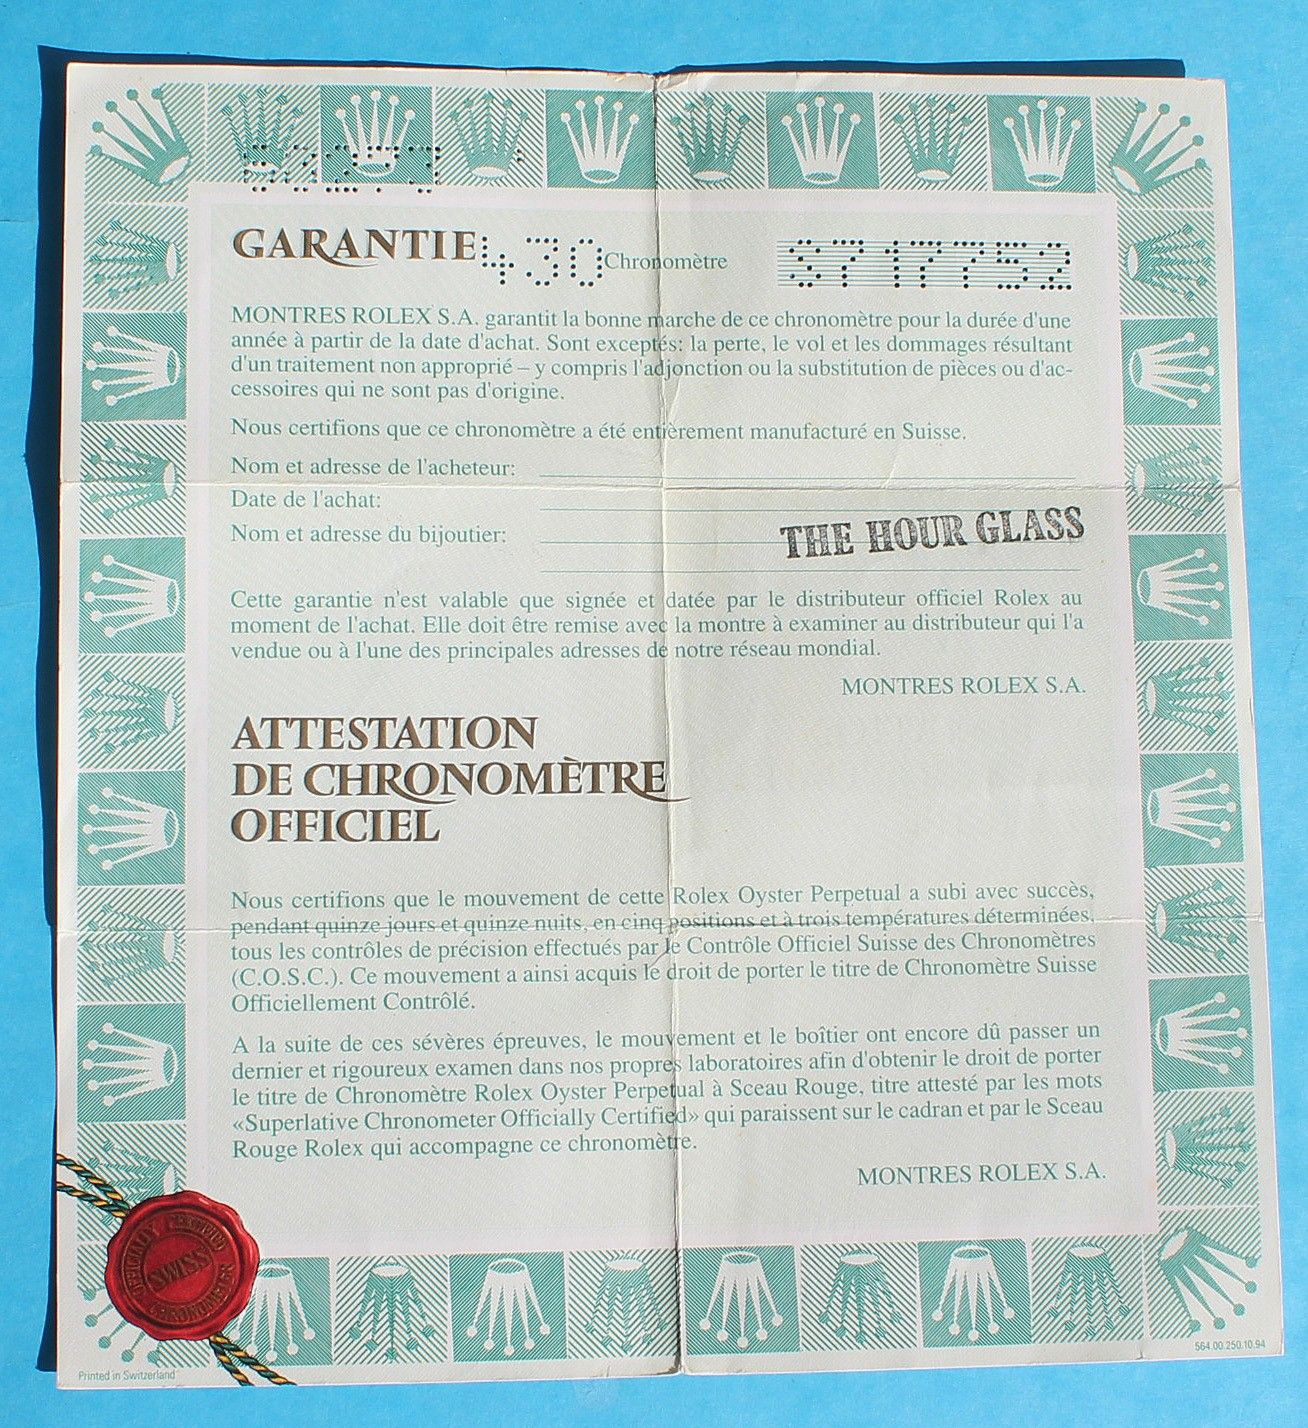 GARANTIE 430 Chronomètre S717752
MONTRES ROLEX S.A. garantit la bonne marche de ce chronomètre pour la durée d'une
année à partir de la date d'achat. Sont exceptés: la perte, le vol et les dommages résultant
d'un traitement non approprié – y compris l'adjonction ou la substitution de pièces ou d'ac-
cessoires qui ne sont pas d'origine.
Nous certifions que ce chronomètre a été entièrement manufacturé en Suisse.
Nom et adresse de l'acheteur:
Date de l'achat:
Nom et adresse du bijoutier:
THE HOUR GLASS
Cette garantie n'est valable que signée et datée par le distributeur officiel Rolex au
moment de l'achat. Elle doit être remise avec la montre à examiner au distributeur qui l'a
vendue ou à l'une des principales adresses de notre réseau mondial.
MONTRES ROLEX S.A.
ATTESTATION
DE CHRONOMÈTRE
OFFICIEL
Nous certifions que le mouvement de cette Rolex Oyster Perpetual a subi avec succès,
pendant quinze jours et quinze nuits, en cinq positions et à trois températures déterminées,
tous les contrôles de précision effectués par le Contrôle Officiel Suisse des Chronomètres
(C.O.S.C.). Ce mouvement a ainsi acquis le droit de porter le titre de Chronomètre Suisse
Officiellement Contrôlé.
A la suite de ces sévères épreuves, le mouvement et le boîtier ont encore dû passer un
dernier et rigoureux examen dans nos propres laboratoires afin d'obtenir le droit de porter
le titre de Chronomètre Rolex Oyster Perpetual à Sceau Rouge, titre attesté par les mots
«Superlative Chronometer Officially Certified» qui paraissent sur le cadran et par le Sceau
Rouge Rolex qui accompagne ce chronomètre.
MONTRES ROLEX S.A.
OFFICIALLY CERTIFIED
SWISS
CHRONOMETER
Printed in Switzerland
564.00.250.10.94